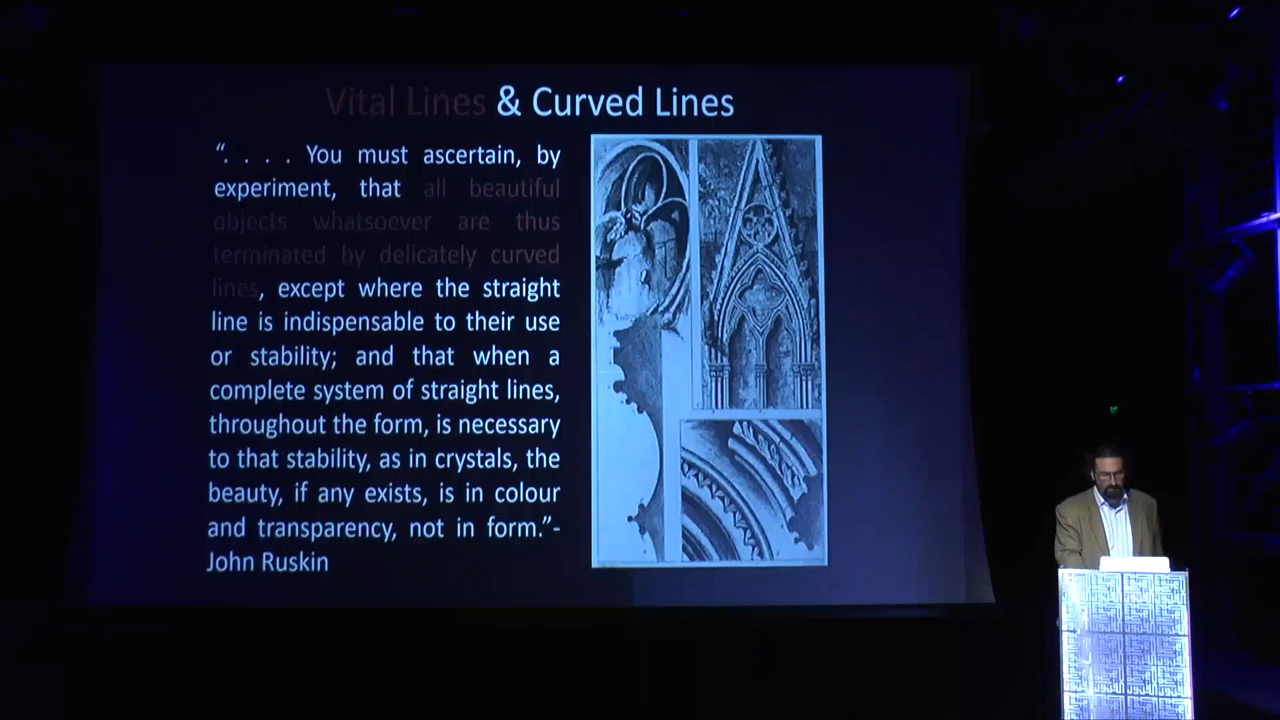 Vital Lines & Curved Lines
“. . . . You must ascertain, by
experiment, that all beautiful
objects whatsoever are thus
terminated by delicately curved
lines, except where the straight
line is indispensable to their use
or stability; and that when a
complete system of straight lines,
throughout the form, is necessary
to that stability, as in crystals, the
beauty, if any exists, is in colour
and transparency, not in form.”-
John Ruskin